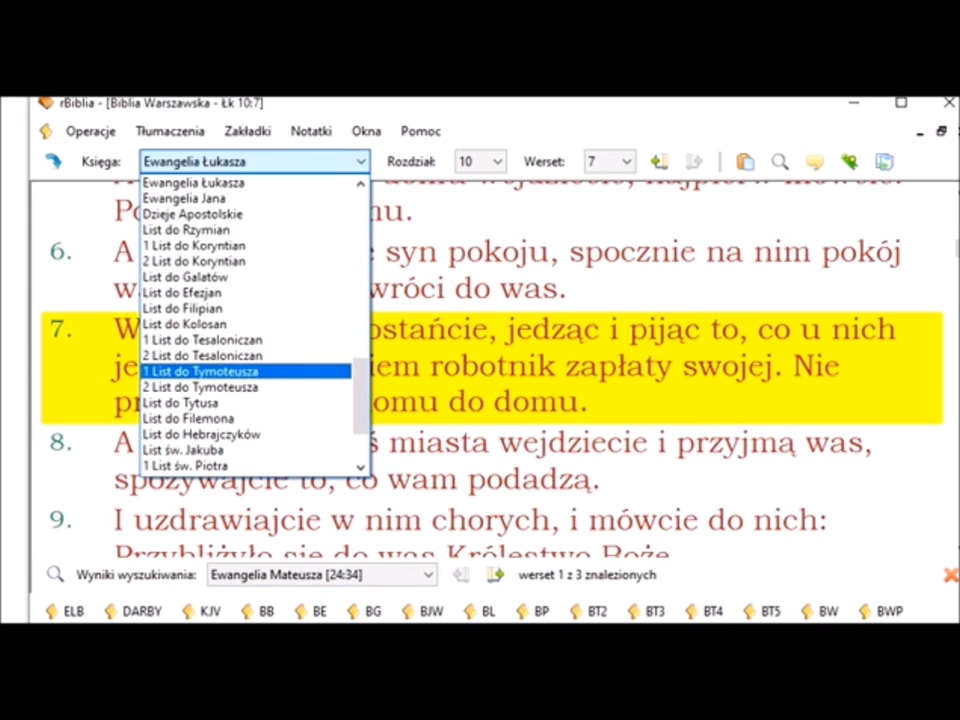 rBiblia - [Biblia Warszawska - Łk 10:7]
Operacje Tłumaczenia Zakładki Notatki Okna Pomoc
Księga: Ewangelia Łukasza Rozdział: 10 Werset: 7
Ewangelia Łukasza
Ewangelia Jana
Dzieje Apostolskie
List do Rzymian
1 List do Koryntian
2 List do Koryntian
List do Galatów
List do Efezjan
List do Filipian
List do Kolosan
1 List do Tesaloniczan
2 List do Tesaloniczan
1 List do Tymoteusza
2 List do Tymoteusza
List do Tytusa
List do Filemona
List do Hebrajczyków
List św. Jakuba
1 List św. Piotra
mu.
6. A syn pokoju, spocznie na nim pokój
wróci do was.
7. ostańcie, jedząc i pijąc to, co u nich
iem robotnik zapłaty swojej. Nie
omu do domu.
8. A ś miasta wejdziecie i przyjmą was,
spożywajcie to, co wam podadzą.
9. I uzdrawiajcie w nim chorych, i mówcie do nich:
Przybliżyło się do was Królestwo Boże
Wyniki wyszukiwania: Ewangelia Mateusza [24:34] werset 1 z 3 znalezionych
ELB DARBY KJV BB BE BG BJW BL BP BT2 BT3 BT4 BT5 BW BWP